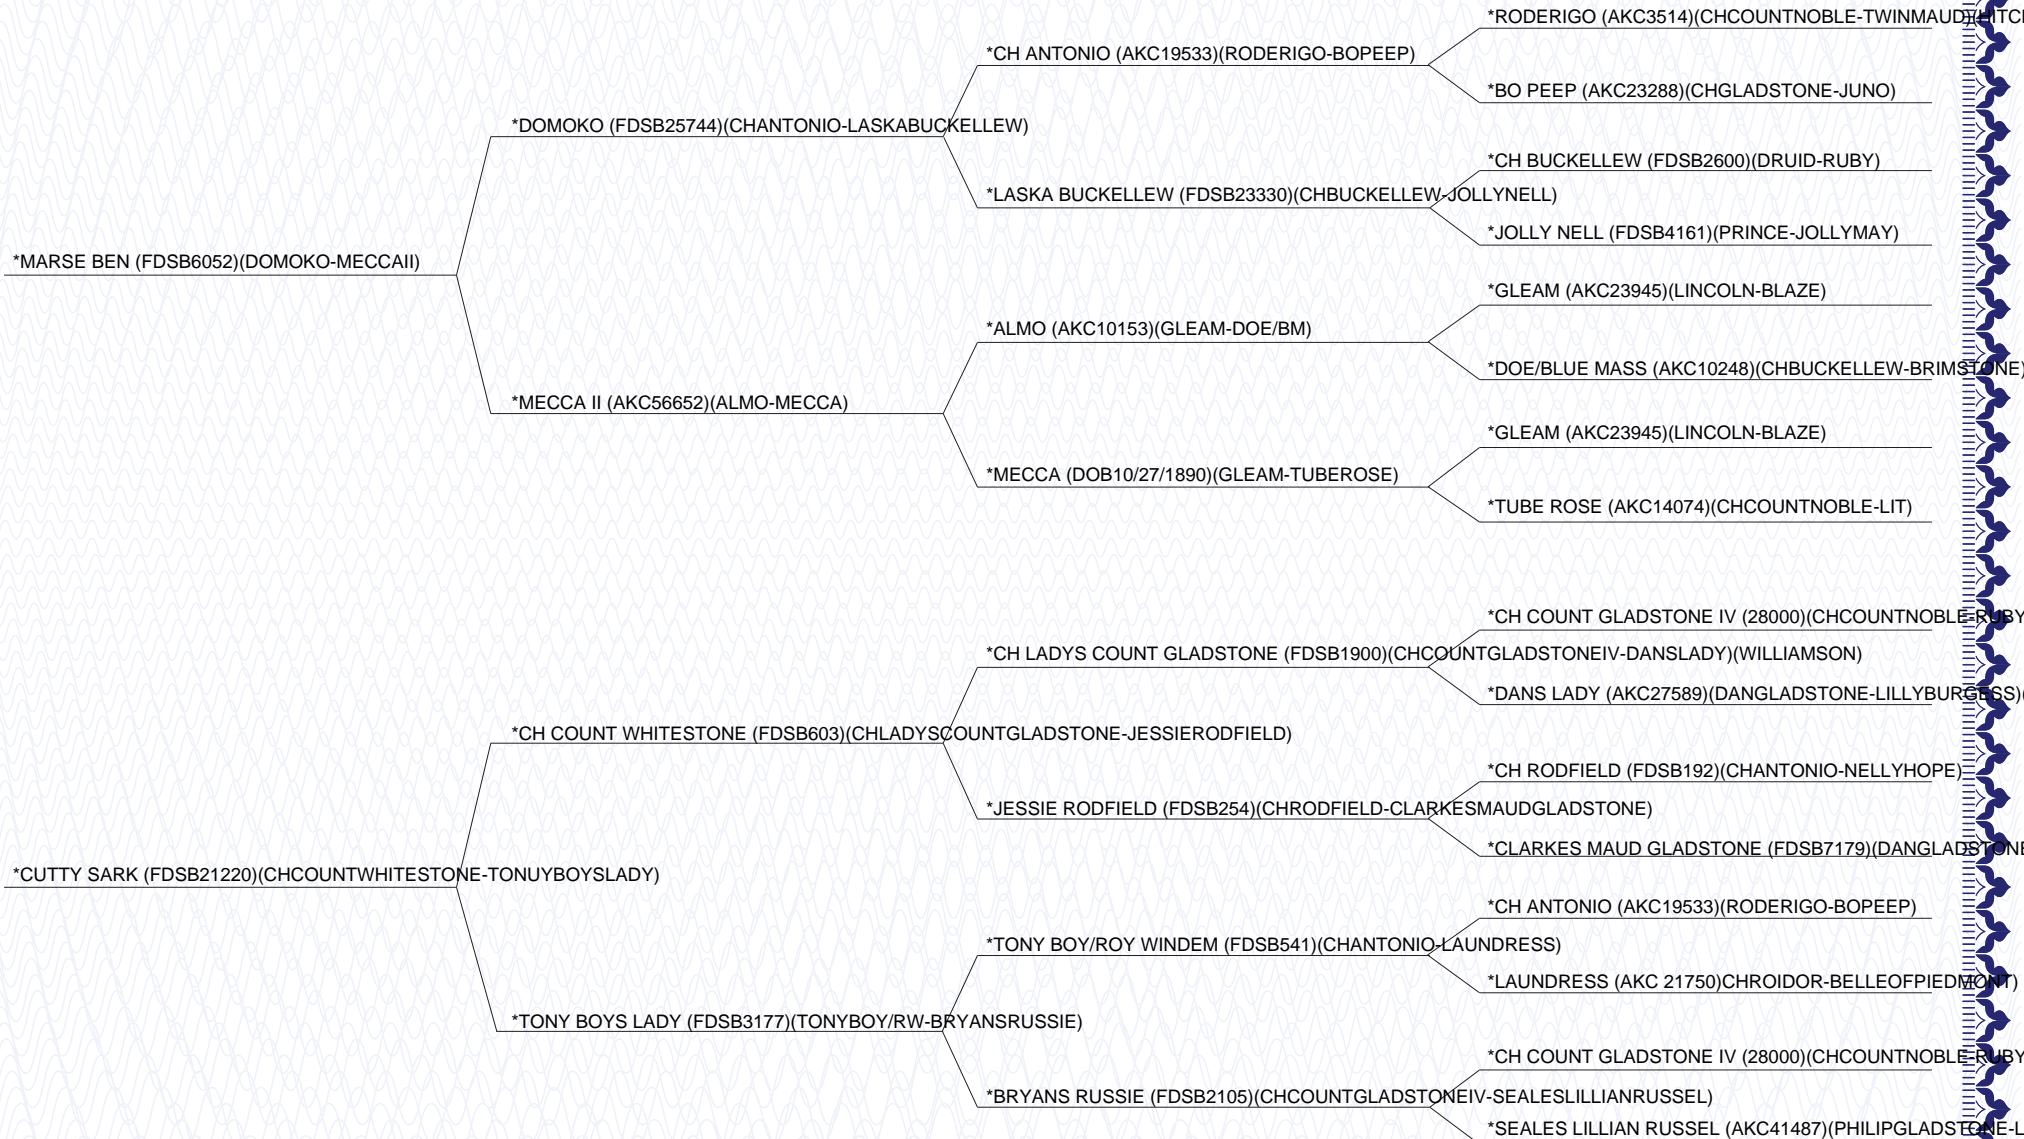 *RODERIGO (AKC3514)(CHCOUNTNOBLE-TWINMAUD)
*CH ANTONIO (AKC19533)(RODERIGO-BOPEEP)
*BO PEEP (AKC23288)(CHGLADSTONE-JUNO)
*DOMOKO (FDSB25744)(CHANTONIO-LASKABUCKELLEW)
*CH BUCKELLEW (FDSB2600)(DRUID-RUBY)
*LASKA BUCKELLEW (FDSB23330)(CHBUCKELLEW-JOLLYNELL)
*JOLLY NELL (FDSB4161)(PRINCE-JOLLYMAY)
*MARSE BEN (FDSB6052)(DOMOKO-MECCAII)
*GLEAM (AKC23945)(LINCOLN-BLAZE)
*ALMO (AKC10153)(GLEAM-DOE/BM)
*DOE/BLUE MASS (AKC10248)(CHBUCKELLEW-BRIMSTONE)
*MECCA II (AKC56652)(ALMO-MECCA)
*GLEAM (AKC23945)(LINCOLN-BLAZE)
*MECCA (DOB10/27/1890)(GLEAM-TUBEROSE)
*TUBE ROSE (AKC14074)(CHCOUNTNOBLE-LIT)
*CH COUNT GLADSTONE IV (28000)(CHCOUNTNOBLE-RUBY
*CH LADYS COUNT GLADSTONE (FDSB1900)(CHCOUNTGLADSTONEIV-DANSLADY)(WILLIAMSON)
*DANS LADY (AKC27589)(DANGLADSTONE-LILLYBURGESS)(
*CH COUNT WHITESTONE (FDSB603)(CHLADYSCOUNTGLADSTONE-JESSIERODFIELD)
*CH RODFIELD (FDSB192)(CHANTONIO-NELLYHOPE)
*JESSIE RODFIELD (FDSB254)(CHRODFIELD-CLARKESMAUDGLADSTONE)
*CLARKES MAUD GLADSTONE (FDSB7179)(DANGLADSTONE
*CUTTY SARK (FDSB21220)(CHCOUNTWHITESTONE-TONUYBOYSLADY)
*CH ANTONIO (AKC19533)(RODERIGO-BOPEEP)
*TONY BOY/ROY WINDEM (FDSB541)(CHANTONIO-LAUNDRESS)
*LAUNDRESS (AKC 21750)CHROIDOR-BELLEOFPIEDMONT)
*TONY BOYS LADY (FDSB3177)(TONYBOY/RW-BRYANSRUSSIE)
*CH COUNT GLADSTONE IV (28000)(CHCOUNTNOBLE-RUBY
*BRYANS RUSSIE (FDSB2105)(CHCOUNTGLADSTONEIV-SEALESLILLIANRUSSEL)
*SEALES LILLIAN RUSSEL (AKC41487)(PHILIPGLADSTONE-L